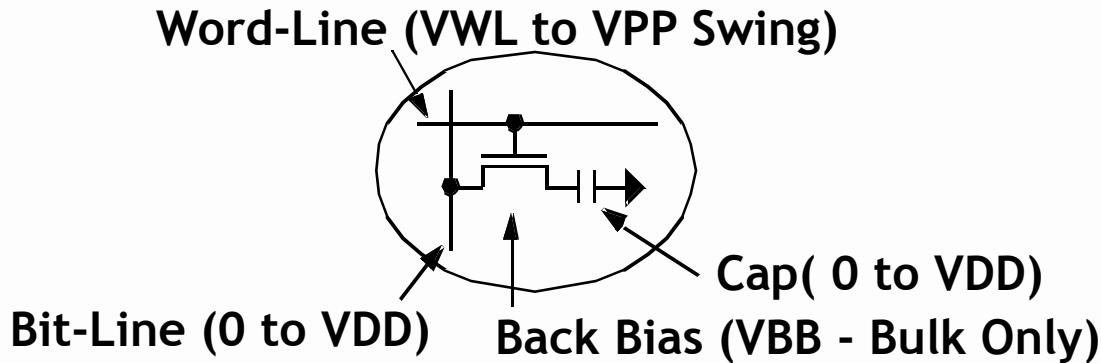 Word-Line (VWL to VPP Swing)
Cap( 0 to VDD)
Bit-Line (0 to VDD)
Back Bias (VBB - Bulk Only)